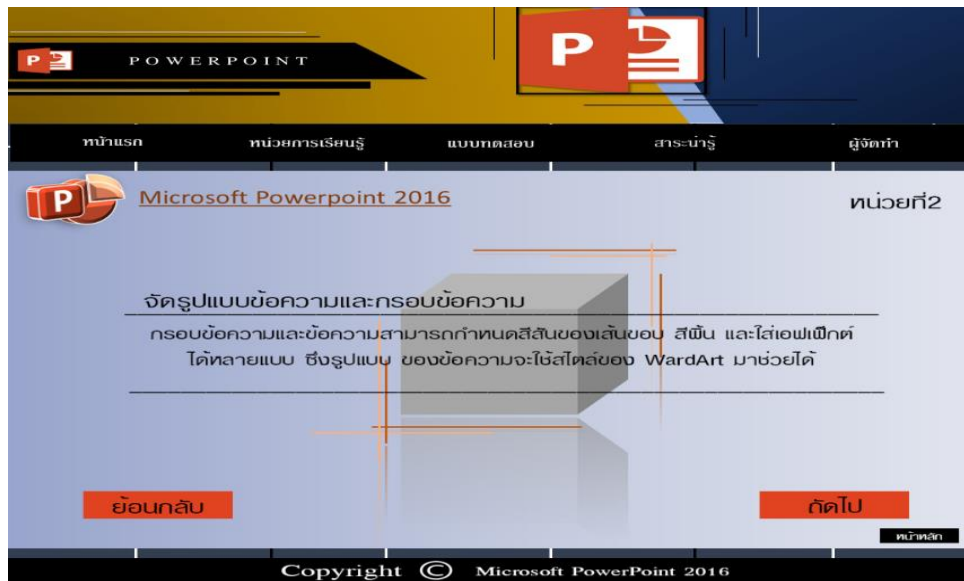 P POWERPOINT
P
หน้าแรก หน่วยการเรียนรู้ แบบทดสอบ สาระน่ารู้ ผู้จัดทำ
P Microsoft Powerpoint 2016 หน่วยที่2
จัดรูปแบบข้อความและกรอบข้อความ
กรอบข้อความและข้อความสามารถกำหนดสีสันของเส้นขอบ สีพื้น และใส่เอฟเฟ็กต์
ได้หลายแบบ ซึ่งรูปแบบ ของข้อความจะใช้สไตล์ของ WardArt มาช่วยได้
ย้อนกลับ ถัดไป
หน้าหลัก
Copyright © Microsoft PowerPoint 2016